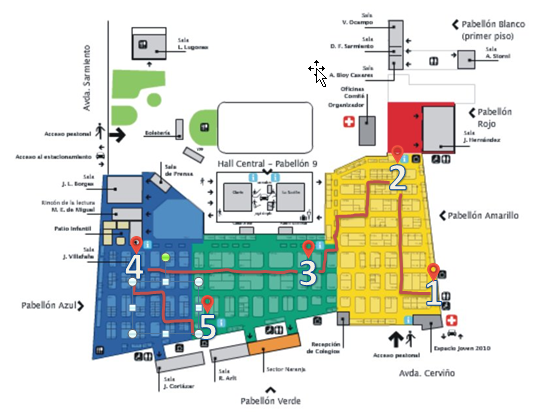 Sala
V. Ocampo
Sala
D. F. Sarmiento
Sala
A. Bioy Casares
Pabellón Blanco
(primer piso)
Sala
A. Storni
Sala
L. Lugones
Avda. Sarmiento
Oficinas
Comité
Organizador
Pabellón
Rojo
Sala
J. Hernández
Acceso peatonal
Boletería
Acceso al estacionamiento
Sala
de Prensa
Hall Central - Pabellón 9
Sala
J. L. Borges
Rincón de la lectura
M. E. de Miguel
Patio Infantil
Sala
J. Villafañe
Pabellón Amarillo
1
2
3
4
5
Pabellón Azul
Sala
J. Cortázar
Sala
R. Arlt
Sector Naranja
Recepción
de Colegios
Acceso peatonal
Espacio Joven 2010
Avda. Cerviño
Pabellón Verde